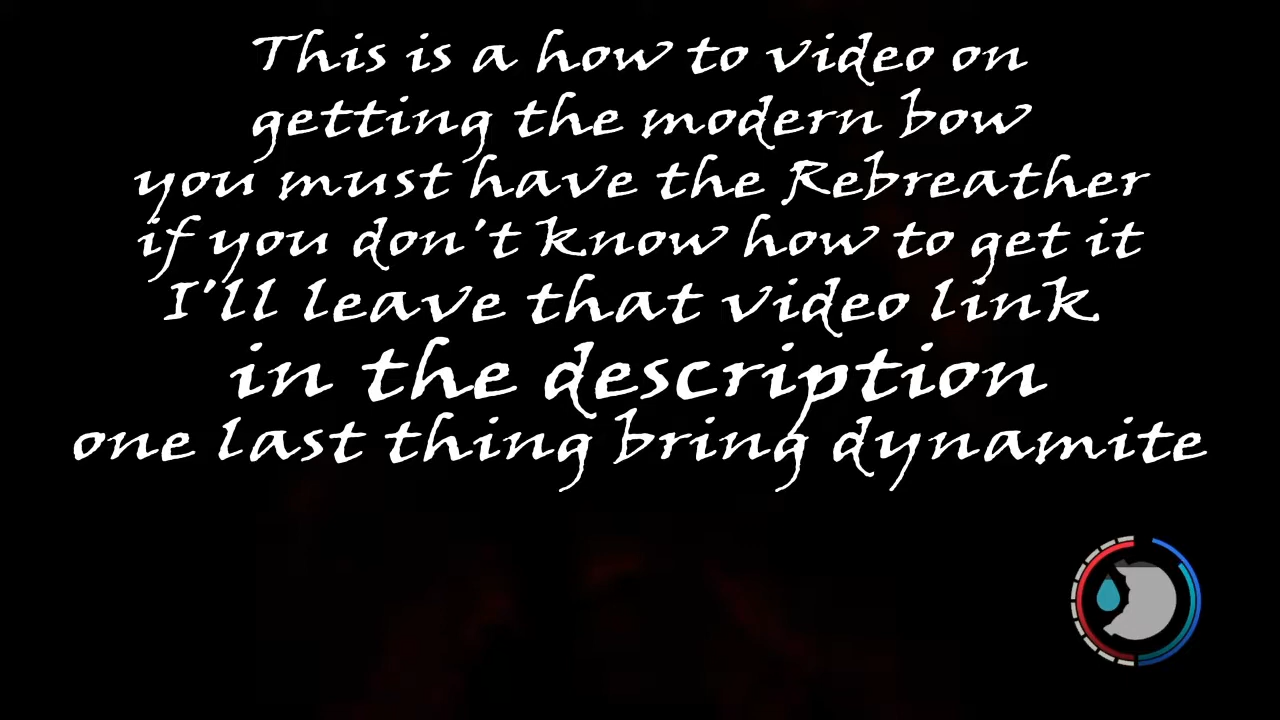 This is a how to video on
getting the modern bow
you must have the Rebreather
if you don't know how to get it
I'll leave that video link
in the description
one last thing bring dynamite